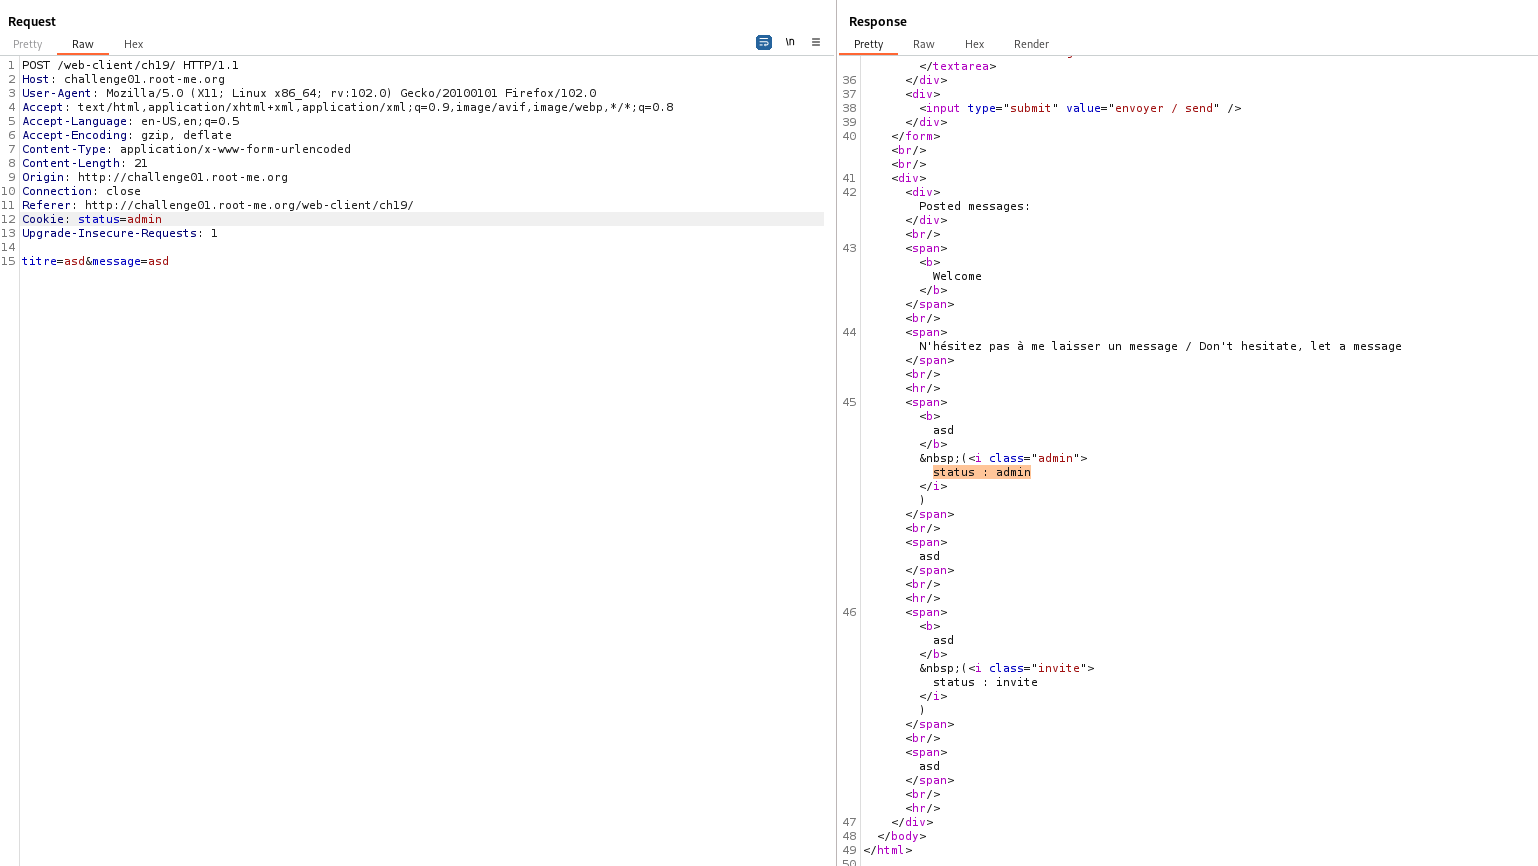 Request
Pretty Raw Hex \n
1 POST /web-client/ch19/ HTTP/1.1
2 Host: challenge01.root-me.org
3 User-Agent: Mozilla/5.0 (X11; Linux x86_64; rv:102.0) Gecko/20100101 Firefox/102.0
4 Accept: text/html,application/xhtml+xml,application/xml;q=0.9,image/avif,image/webp,*/*;q=0.8
5 Accept-Language: en-US,en;q=0.5
6 Accept-Encoding: gzip, deflate
7 Content-Type: application/x-www-form-urlencoded
8 Content-Length: 21
9 Origin: http://challenge01.root-me.org
10 Connection: close
11 Referer: http://challenge01.root-me.org/web-client/ch19/
12 Cookie: status=admin
13 Upgrade-Insecure-Requests: 1
14
15 titre=asd&message=asd
Response
Pretty Raw Hex Render
</textarea>
36 </div>
37 <div>
38 <input type="submit" value="envoyer / send" />
39 </div>
40 </form>
<br/>
<br/>
41 <div>
42 <div>
Posted messages:
</div>
<br/>
43 <span>
<b>
Welcome
</b>
</span>
<br/>
44 <span>
N'hésitez pas à me laisser un message / Don't hesitate, let a message
</span>
<br/>
<hr/>
45 <span>
<b>
asd
</b>
&nbsp;(<i class="admin">
status : admin
</i>
)
</span>
<br/>
<span>
asd
</span>
<br/>
<hr/>
46 <span>
<b>
asd
</b>
&nbsp;(<i class="invite">
status : invite
</i>
)
</span>
<br/>
<span>
asd
</span>
<br/>
<hr/>
47 </div>
48 </body>
49 </html>
50